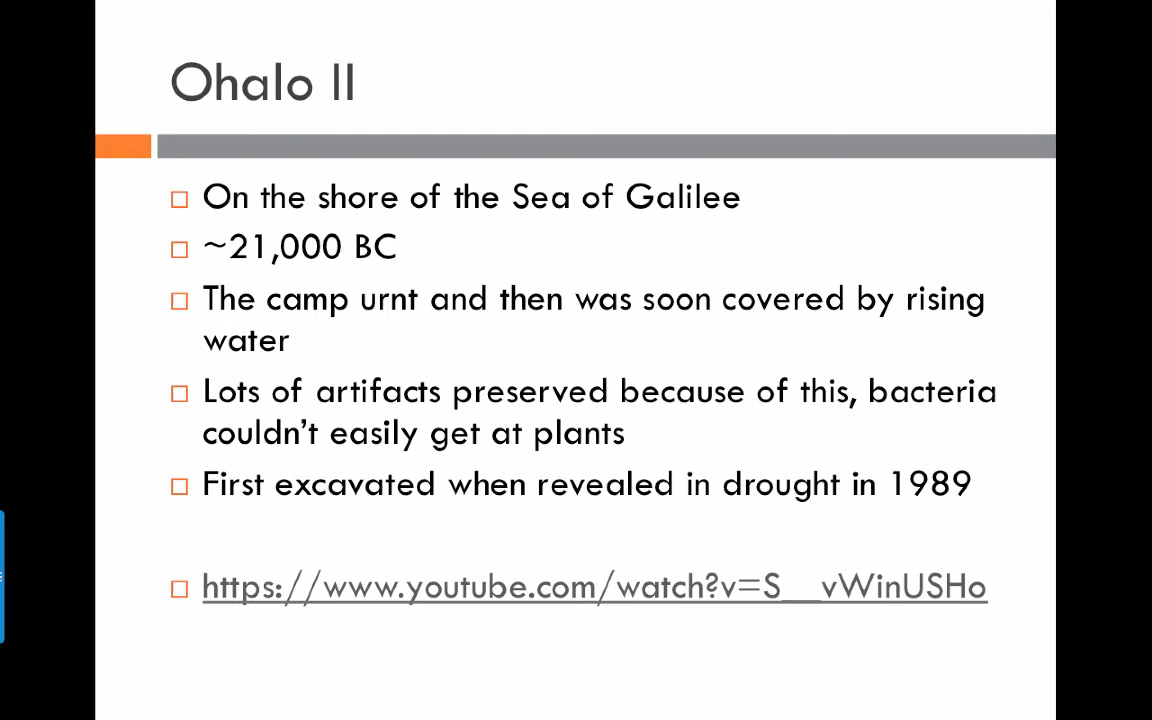 Ohalo II
On the shore of the Sea of Galilee
~21,000 BC
The camp urnt and then was soon covered by rising
water
Lots of artifacts preserved because of this, bacteria
couldn't easily get at plants
First excavated when revealed in drought in 1989
https://www.youtube.com/watch?v=S__vWinUSHo